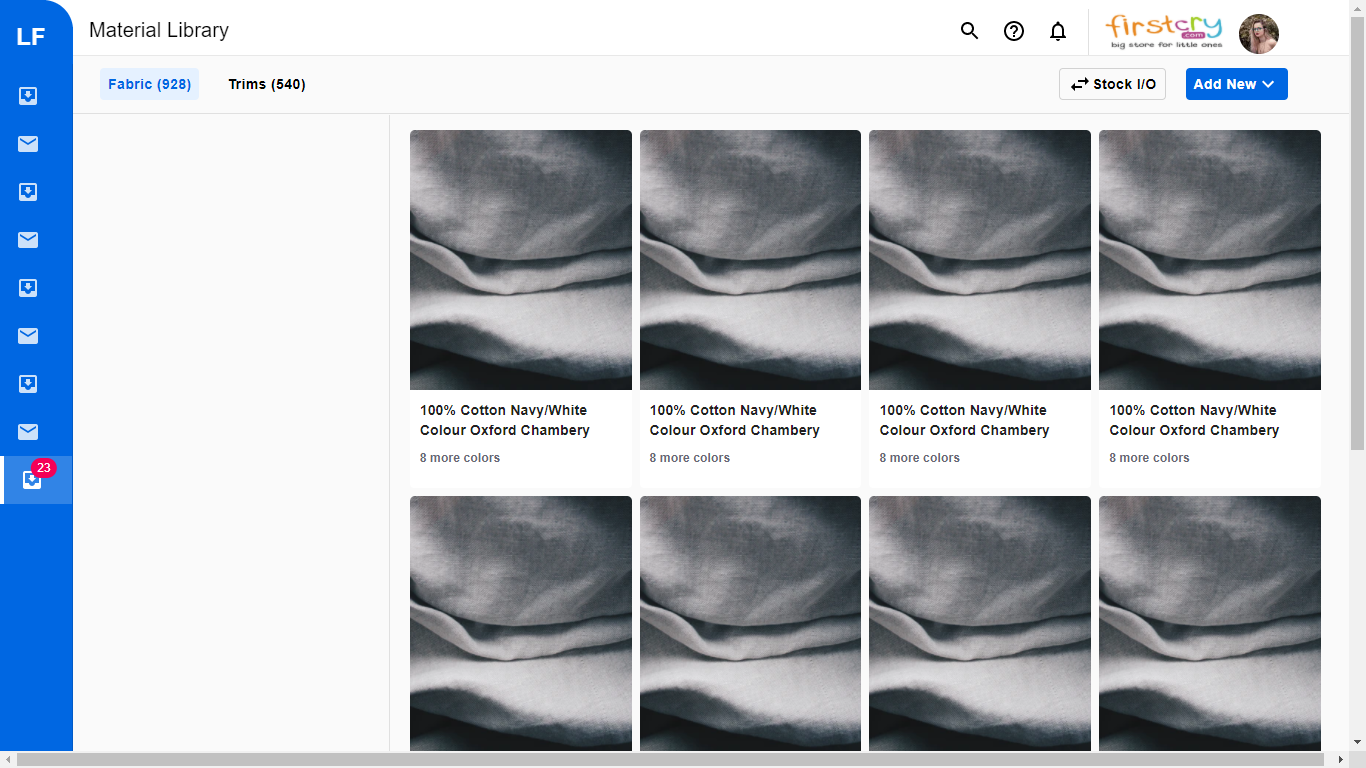 LF
Material Library
firstcry
.com
big store for little ones
Fabric (928)
Trims (540)
Stock I/O
Add New
23
100% Cotton Navy/White
Colour Oxford Chambery
8 more colors
100% Cotton Navy/White
Colour Oxford Chambery
8 more colors
100% Cotton Navy/White
Colour Oxford Chambery
8 more colors
100% Cotton Navy/White
Colour Oxford Chambery
8 more colors